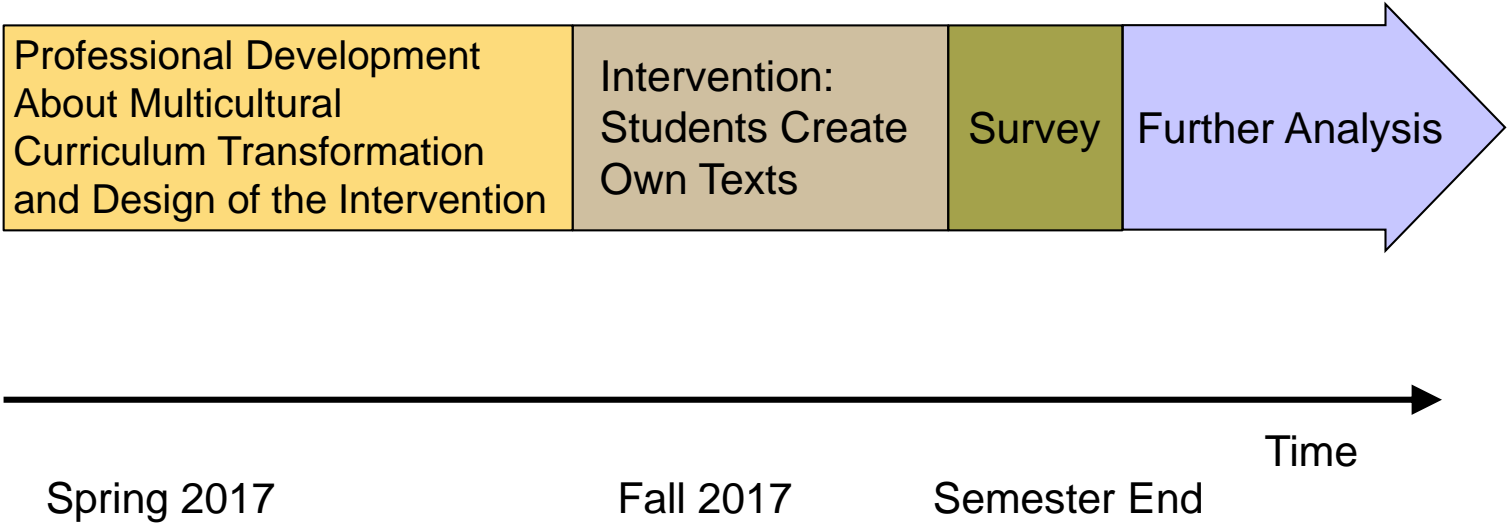 Professional Development
About Multicultural
Curriculum Transformation
and Design of the Intervention
Intervention:
Students Create
Own Texts
Survey
Further Analysis
Time
Spring 2017
Fall 2017
Semester End